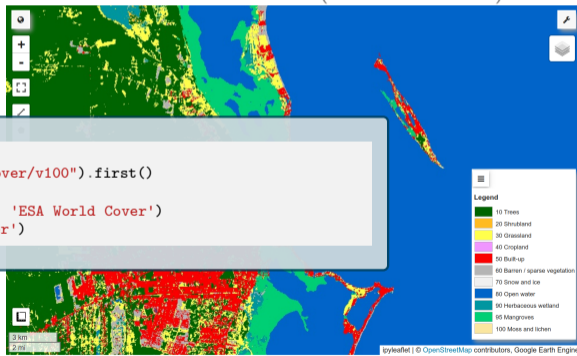 +
-
ver/v100").first()
'ESA World Cover')
r')
Legend
10 Trees
20 Shrubland
30 Grassland
40 Cropland
50 Built-up
60 Barren / sparse vegetation
70 Snow and ice
80 Open water
90 Herbaceous wetland
95 Mangroves
100 Moss and lichen
3 km
2 mi
ipyleaflet | © OpenStreetMap contributors, Google Earth Engine